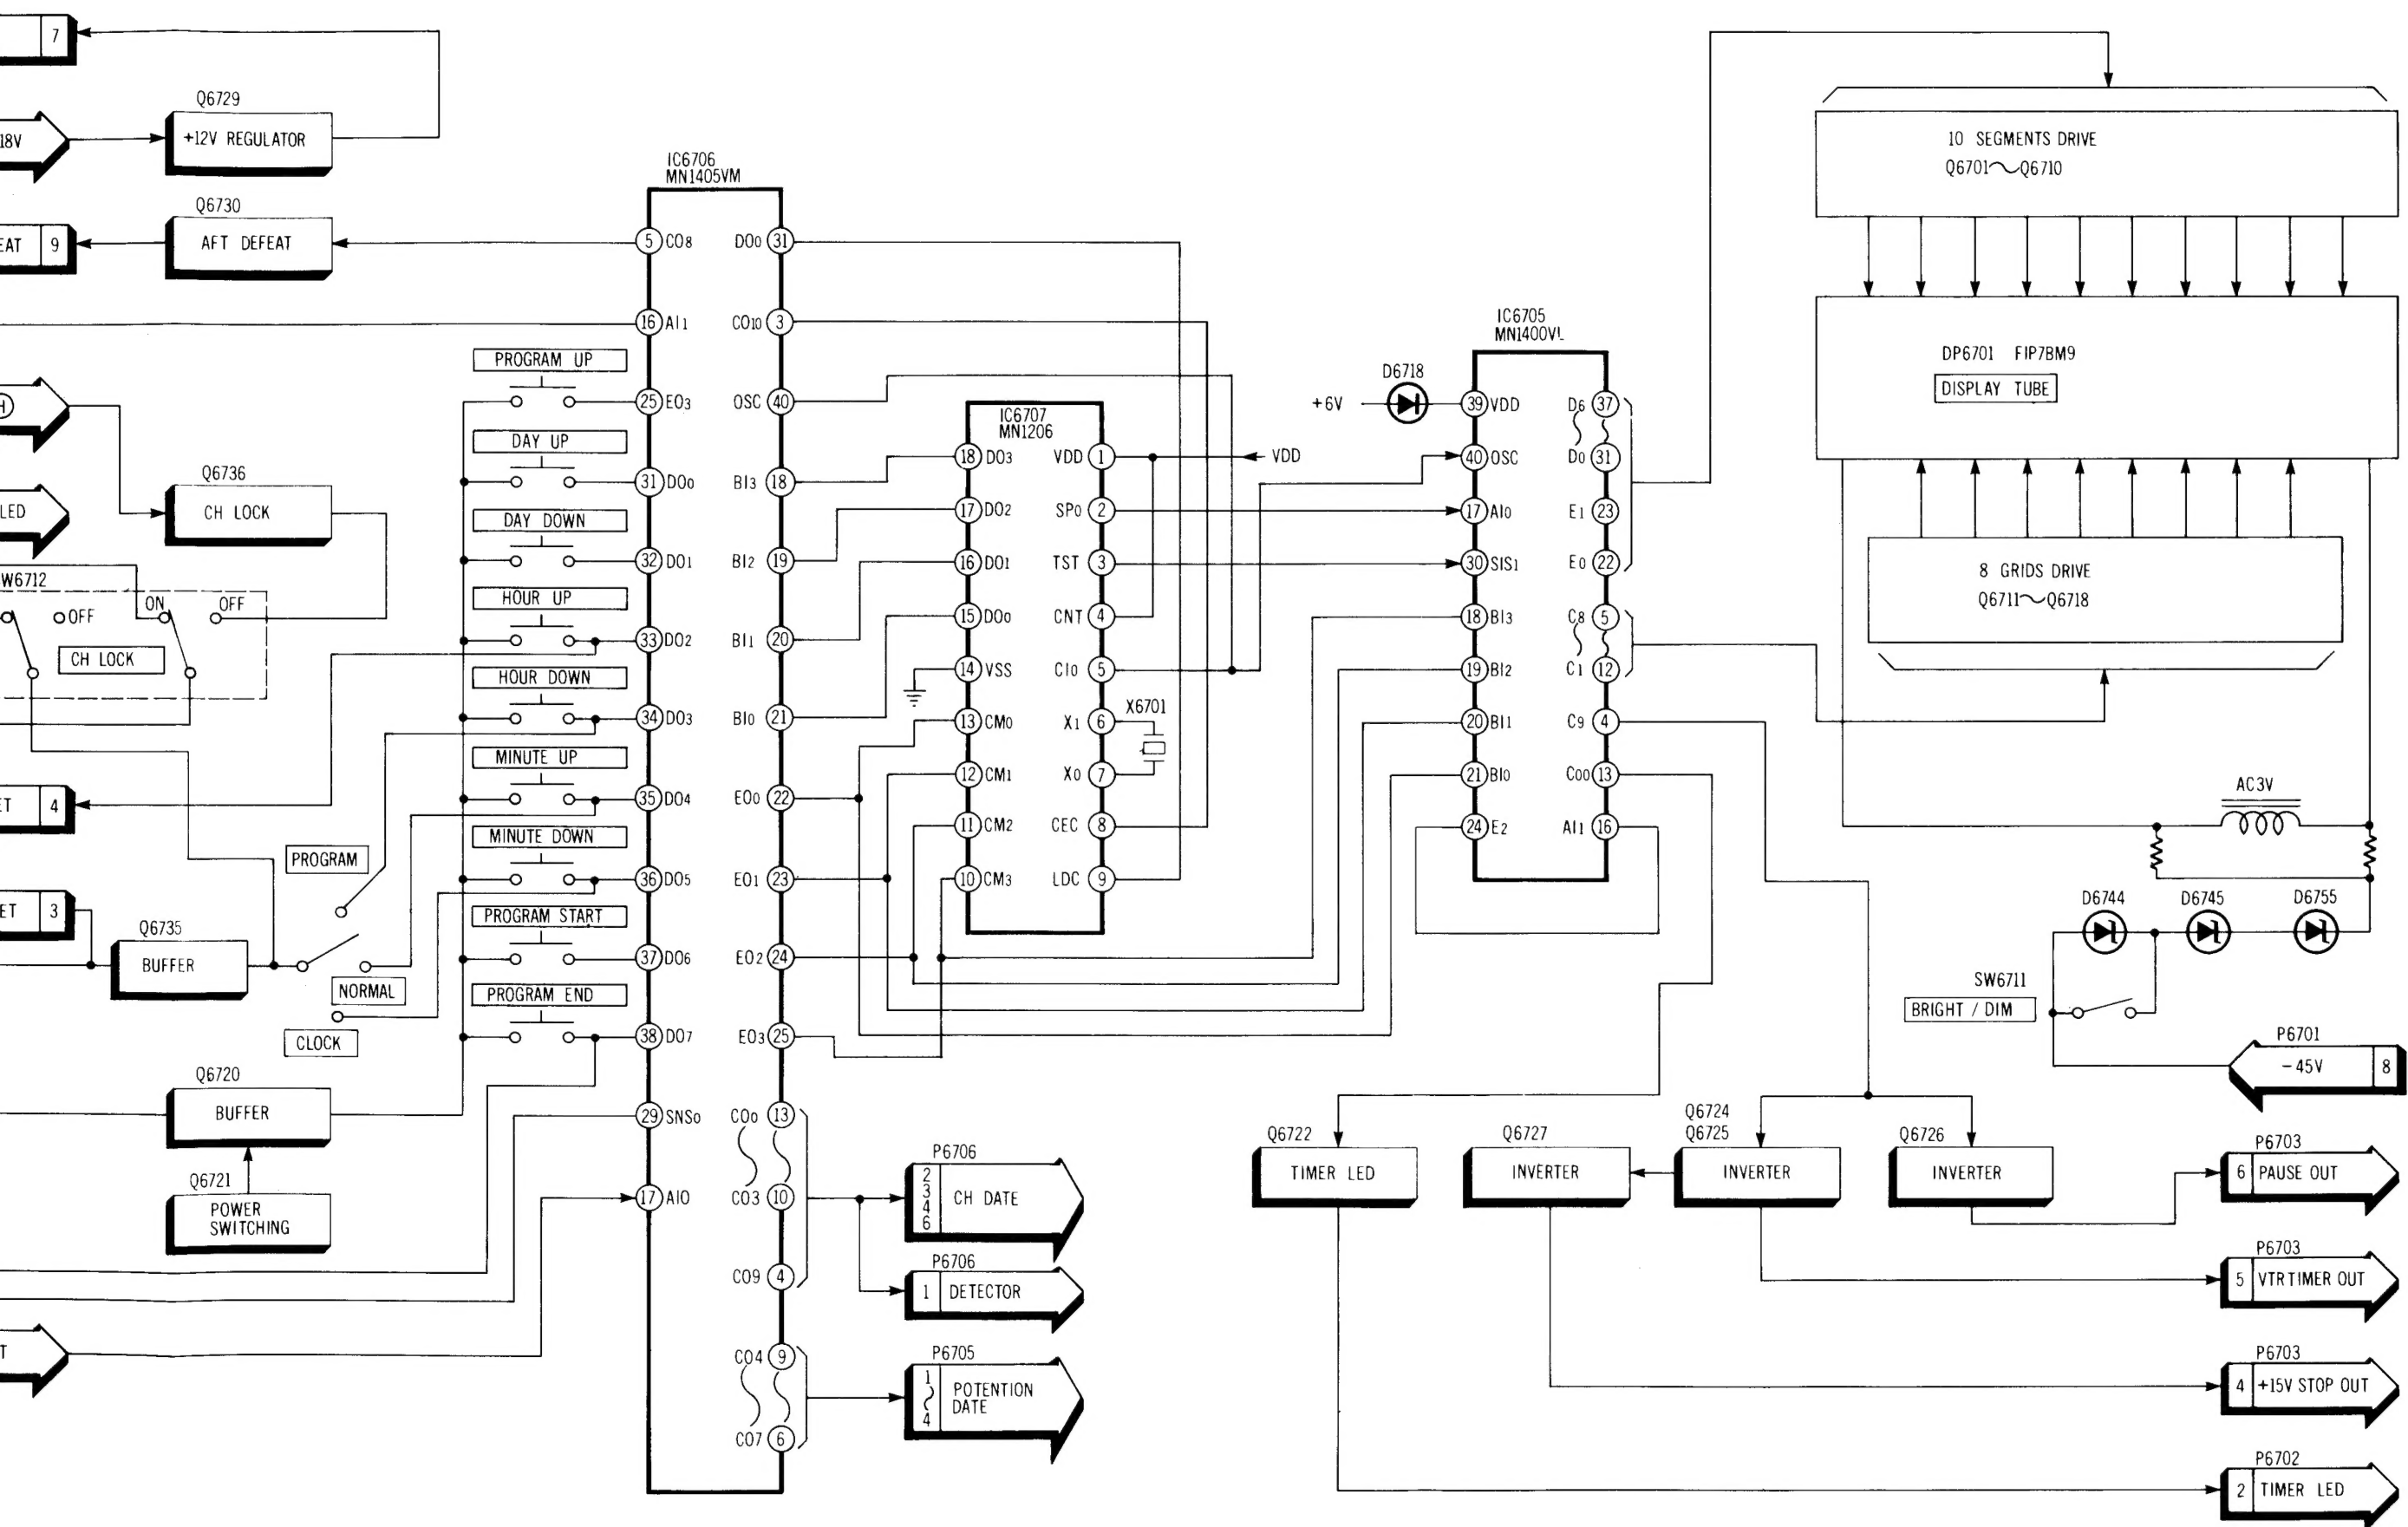 7
Q6729
18V
+12V REGULATOR
Q6730
EAT 9
AFT DEFEAT
H
Q6736
LED
CH LOCK
W6712
OFF
ON
OFF
CH LOCK
ET 4
PROGRAM
ET 3
Q6735
BUFFER
NORMAL
CLOCK
Q6720
BUFFER
Q6721
POWER
SWITCHING
T
PROGRAM UP
DAY UP
DAY DOWN
HOUR UP
HOUR DOWN
MINUTE UP
MINUTE DOWN
PROGRAM START
PROGRAM END
IC6706
MN1405VM
5 CO8
16 AI1
25 EO3
31 DO0
32 DO1
33 DO2
34 DO3
35 DO4
36 DO5
37 DO6
38 DO7
29 SNS0
17 AIO
DO0 31
CO10 3
OSC 40
BI3 18
BI2 19
BI1 20
BI0 21
EO0 22
EO1 23
EO2 24
EO3 25
CO0 13
CO3 10
CO9 4
CO4 9
CO7 6
P6706
2
3
4
6
CH DATE
P6706
1 DETECTOR
P6705
1
4
POTENTION
DATE
IC6707
MN1206
18 DO3
17 DO2
16 DO1
15 DO0
14 VSS
13 CM0
12 CM1
11 CM2
10 CM3
VDD 1
SP0 2
TST 3
CNT 4
CI0 5
X1 6
X0 7
CEC 8
LDC 9
VDD
X6701
IC6705
MN1400VL
D6718
+6V
39 VDD
40 OSC
17 AI0
30 SIS1
18 BI3
19 BI2
20 BI1
21 BI0
24 E2
D6 37
D0 31
E1 23
E0 22
C8 5
C1 12
C9 4
C00 13
AI1 16
10 SEGMENTS DRIVE
Q6701~Q6710
DP6701 FIP7BM9
DISPLAY TUBE
8 GRIDS DRIVE
Q6711~Q6718
AC3V
D6744
D6745
D6755
SW6711
BRIGHT / DIM
P6701
-45V 8
Q6722
TIMER LED
Q6727
INVERTER
Q6724
Q6725
INVERTER
Q6726
INVERTER
P6703
6 PAUSE OUT
P6703
5 VTR TIMER OUT
P6703
4 +15V STOP OUT
P6702
2 TIMER LED